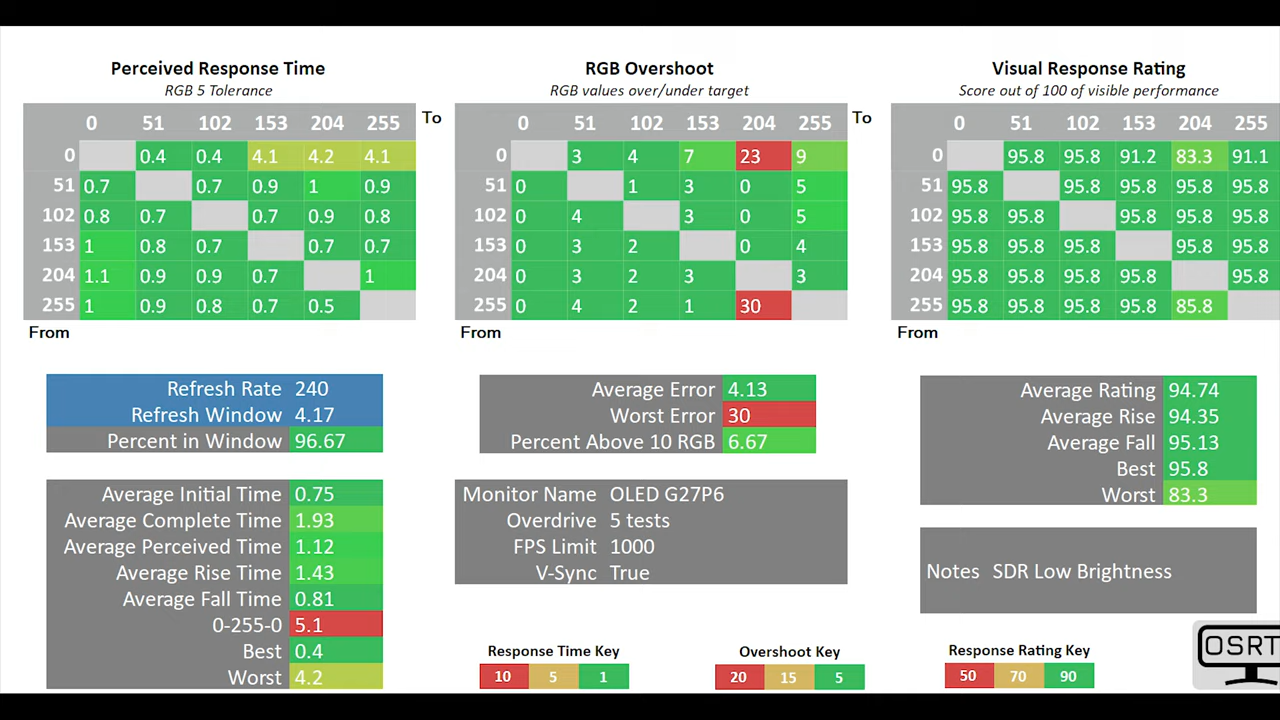 Perceived Response Time
RGB 5 Tolerance
0 51 102 153 204 255 To
0 0.4 0.4 4.1 4.2 4.1
51 0.7 0.7 0.9 1 0.9
102 0.8 0.7 0.7 0.9 0.8
153 1 0.8 0.7 0.7 0.7
204 1.1 0.9 0.9 0.7 1
255 1 0.9 0.8 0.7 0.5
From
RGB Overshoot
RGB values over/under target
0 51 102 153 204 255 To
0 3 4 7 23 9
51 0 1 3 0 5
102 0 4 3 0 5
153 0 3 2 0 4
204 0 3 2 3 3
255 0 4 2 1 30
From
Visual Response Rating
Score out of 100 of visible performance
0 51 102 153 204 255
0 95.8 95.8 91.2 83.3 91.1
51 95.8 95.8 95.8 95.8 95.8
102 95.8 95.8 95.8 95.8 95.8
153 95.8 95.8 95.8 95.8 95.8
204 95.8 95.8 95.8 95.8 95.8
255 95.8 95.8 95.8 95.8 85.8
From
Refresh Rate 240
Refresh Window 4.17
Percent in Window 96.67
Average Initial Time 0.75
Average Complete Time 1.93
Average Perceived Time 1.12
Average Rise Time 1.43
Average Fall Time 0.81
0-255-0 5.1
Best 0.4
Worst 4.2
Average Error 4.13
Worst Error 30
Percent Above 10 RGB 6.67
Monitor Name OLED G27P6
Overdrive 5 tests
FPS Limit 1000
V-Sync True
Response Time Key
10 5 1
Overshoot Key
20 15 5
Average Rating 94.74
Average Rise 94.35
Average Fall 95.13
Best 95.8
Worst 83.3
Notes SDR Low Brightness
Response Rating Key
50 70 90
OSRT